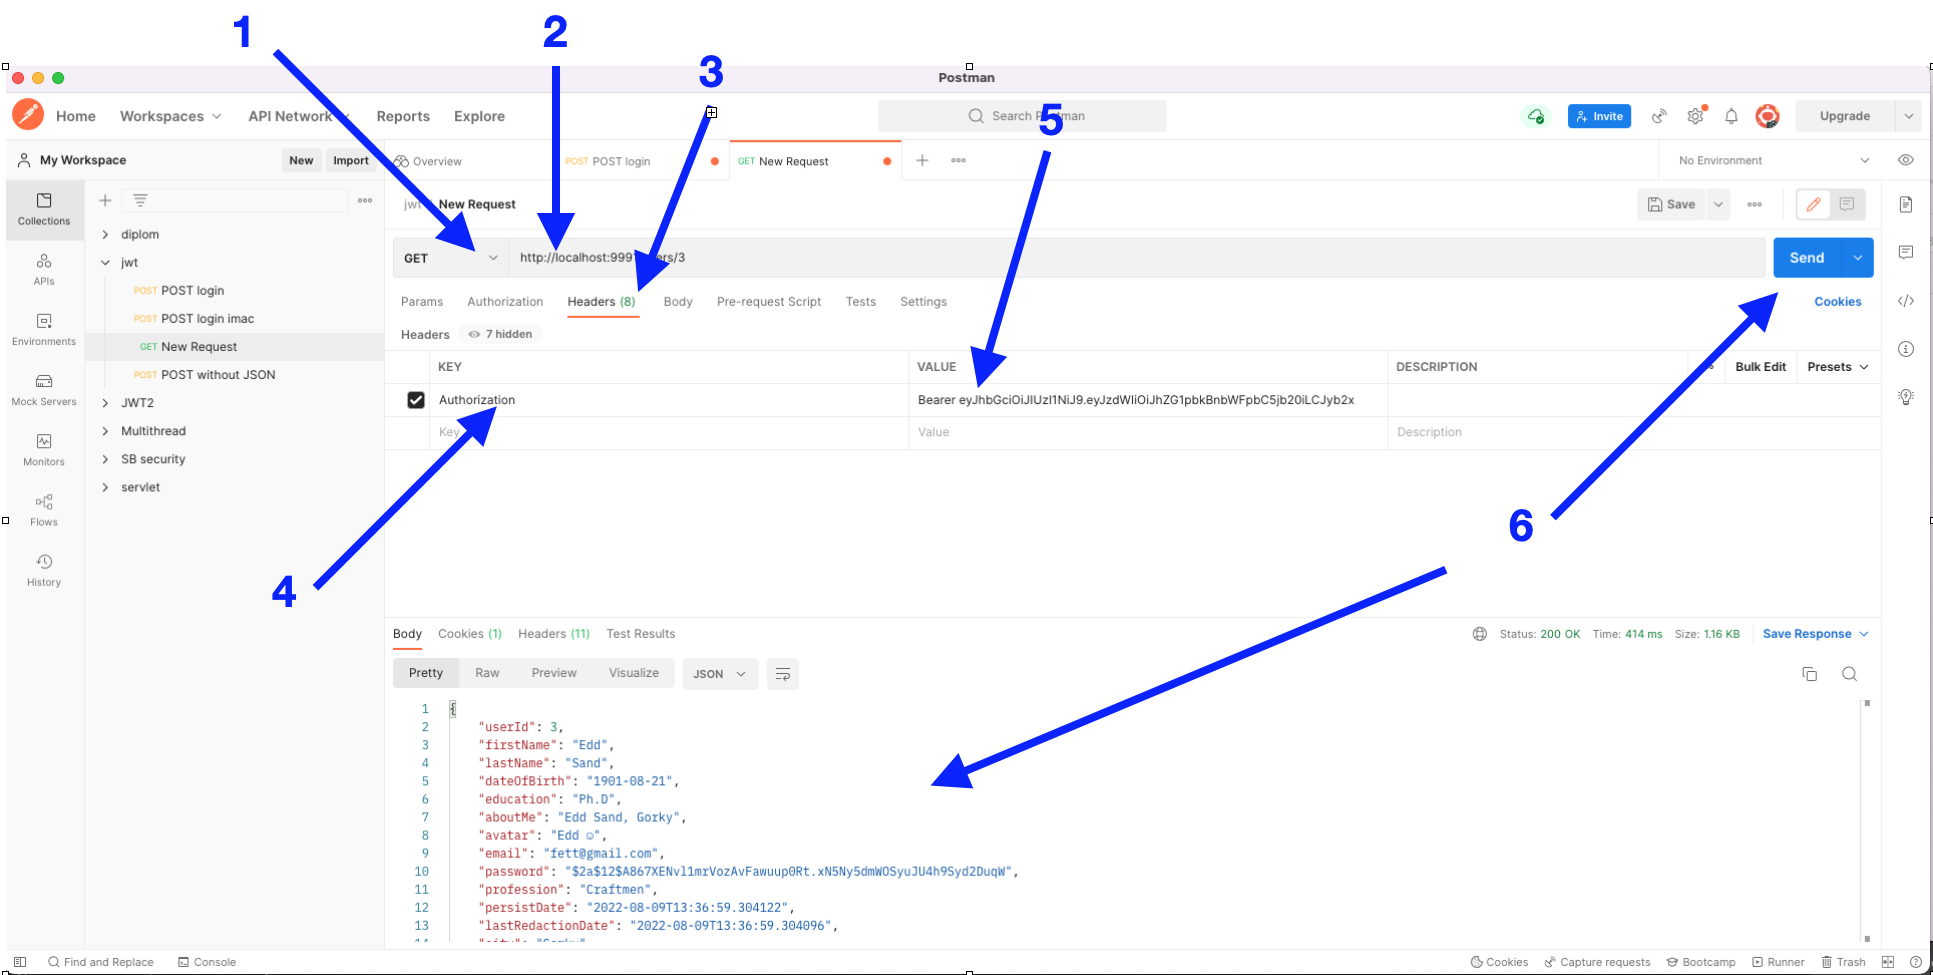 1
2
3
Postman
Home Workspaces API Network Reports Explore
Search Postman
5
Invite
Upgrade
My Workspace New Import
Overview
POST POST login
GET New Request
No Environment
Collections
APIs
Environments
Mock Servers
Monitors
Flows
History
diplom
jwt
POST POST login
POST POST login imac
GET New Request
POST POST without JSON
JWT2
Multithread
SB security
servlet
jwt New Request
Save
GET http://localhost:999
ers/3
Send
Params Authorization Headers (8) Body Pre-request Script Tests Settings
Cookies
Headers 7 hidden
KEY VALUE DESCRIPTION Bulk Edit Presets
Authorization Bearer eyJhbGciOiJIUzI1NiJ9.eyJzdWIiOiJhZG1pbkBnbWFpbC5jb20iLCJyb2x
Key Value Description
4
6
Body Cookies (1) Headers (11) Test Results
Status: 200 OK Time: 414 ms Size: 1.16 KB Save Response
Pretty Raw Preview Visualize JSON
1 {
2 "userId": 3,
3 "firstName": "Edd",
4 "lastName": "Sand",
5 "dateOfBirth": "1901-08-21",
6 "education": "Ph.D",
7 "aboutMe": "Edd Sand, Gorky",
8 "avatar": "Edd ☺",
9 "email": "fett@gmail.com",
10 "password": "$2a$12$A867XENvl1mrVozAvFawuup0Rt.xN5Ny5dmWOSyuJU4h9Syd2DuqW",
11 "profession": "Craftmen",
12 "persistDate": "2022-08-09T13:36:59.304122",
13 "lastRedactionDate": "2022-08-09T13:36:59.304096",
Find and Replace Console
Cookies Capture requests Bootcamp Runner Trash